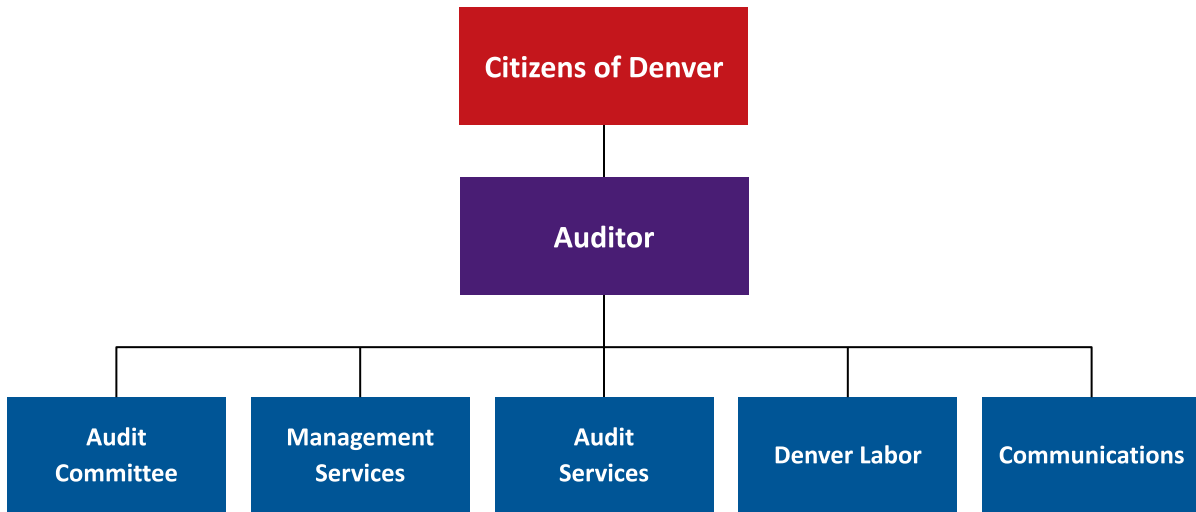 Citizens of Denver
Auditor
Audit
Committee
Management
Services
Audit
Services
Denver Labor
Communications